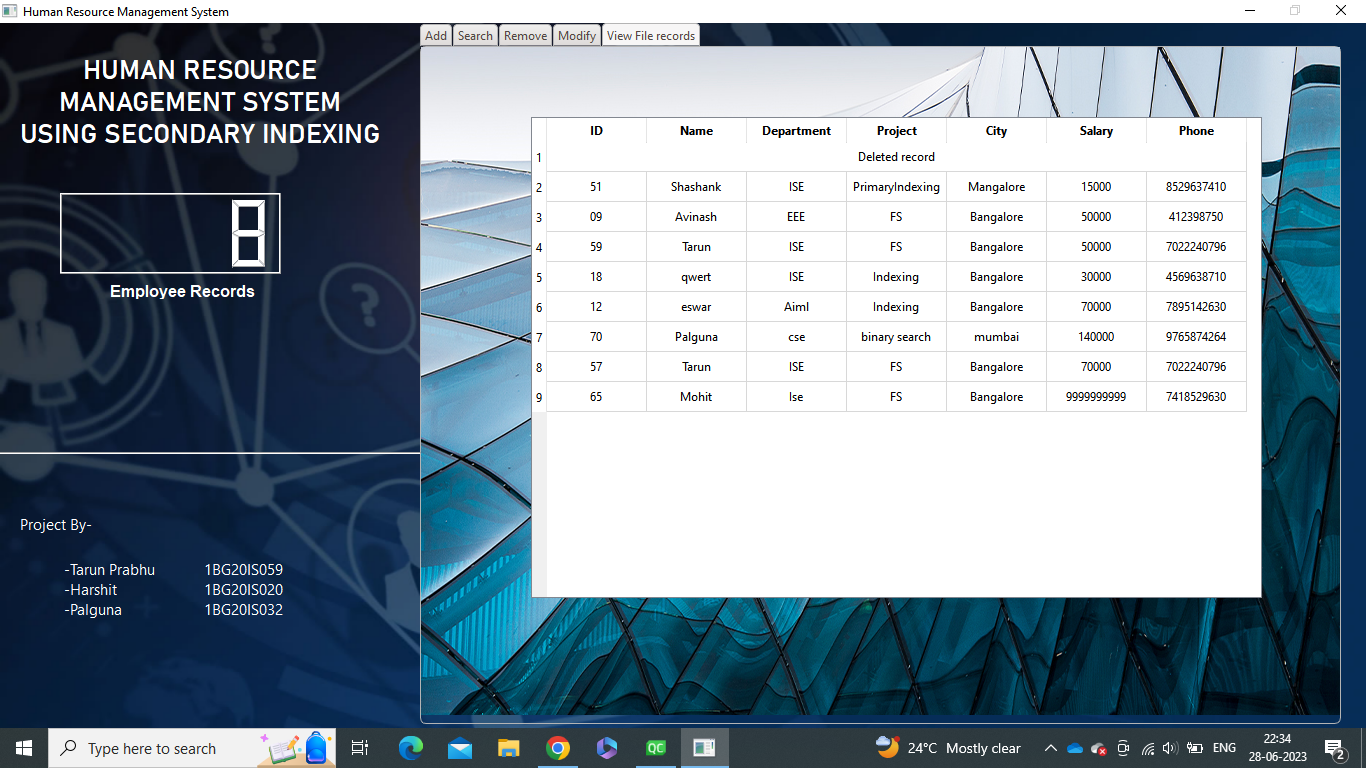 Human Resource Management System
Add Search Remove Modify View File records
HUMAN RESOURCE
MANAGEMENT SYSTEM
USING SECONDARY INDEXING
8
Employee Records
Project By-
-Tarun Prabhu 1BG20IS059
-Harshit 1BG20IS020
-Palguna 1BG20IS032
ID Name Department Project City Salary Phone
1 Deleted record
2 51 Shashank ISE PrimaryIndexing Mangalore 15000 8529637410
3 09 Avinash EEE FS Bangalore 50000 412398750
4 59 Tarun ISE FS Bangalore 50000 7022240796
5 18 qwert ISE Indexing Bangalore 30000 4569638710
6 12 eswar Aiml Indexing Bangalore 70000 7895142630
7 70 Palguna cse binary search mumbai 140000 9765874264
8 57 Tarun ISE FS Bangalore 70000 7022240796
9 65 Mohit Ise FS Bangalore 9999999999 7418529630
Type here to search
QC
24°C Mostly clear
ENG
22:34
28-06-2023
2